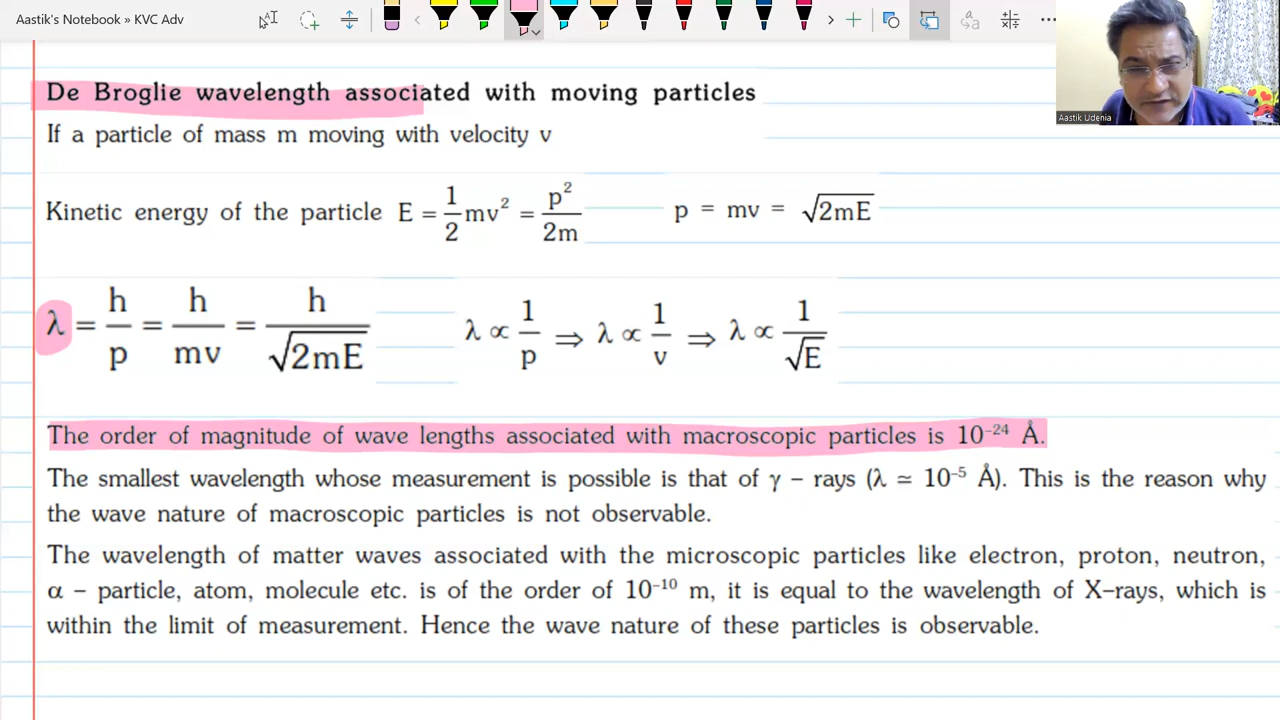 Aastik's Notebook » KVC Adv
Aastik Udenia
De Broglie wavelength associated with moving particles
If a particle of mass m moving with velocity v
Kinetic energy of the particle E = 1/2 mv² = p²/2m p = mv = √2mE
λ = h/p = h/mv = h/√2mE λ ∝ 1/p ⇒ λ ∝ 1/v ⇒ λ ∝ 1/√E
The order of magnitude of wave lengths associated with macroscopic particles is 10⁻²⁴ Å.
The smallest wavelength whose measurement is possible is that of γ – rays (λ ≃ 10⁻⁵ Å). This is the reason why
the wave nature of macroscopic particles is not observable.
The wavelength of matter waves associated with the microscopic particles like electron, proton, neutron,
α – particle, atom, molecule etc. is of the order of 10⁻¹⁰ m, it is equal to the wavelength of X–rays, which is
within the limit of measurement. Hence the wave nature of these particles is observable.